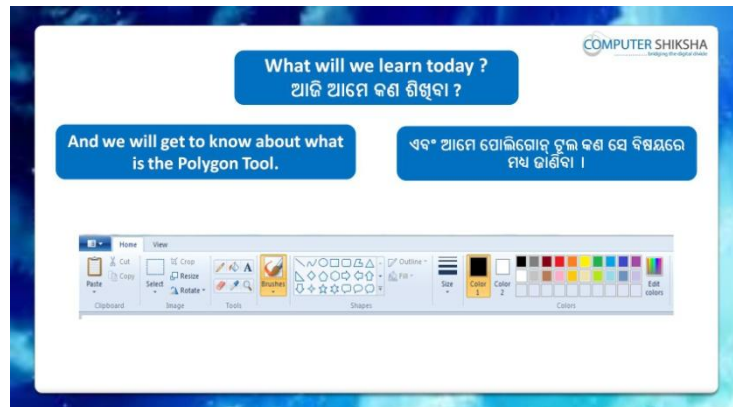 COMPUTER SHIKSHA
bridging the digital divide
What will we learn today ?
ଆଜି ଆମେ କଣ ଶିଖିବା ?
And we will get to know about what
is the Polygon Tool.
ଏବଂ ଆମେ ପୋଲିଗୋନ୍ ଟୁଲ କଣ ସେ ବିଷୟରେ
ମଧ୍ୟ ଜାଣିବା ।
Home View
Cut
Copy
Paste
Clipboard
Select
Crop
Resize
Rotate
Image
A
Tools
Brushes
Outline
Fill
Shapes
Size
Color
1
Color
2
Edit
colors
Colors